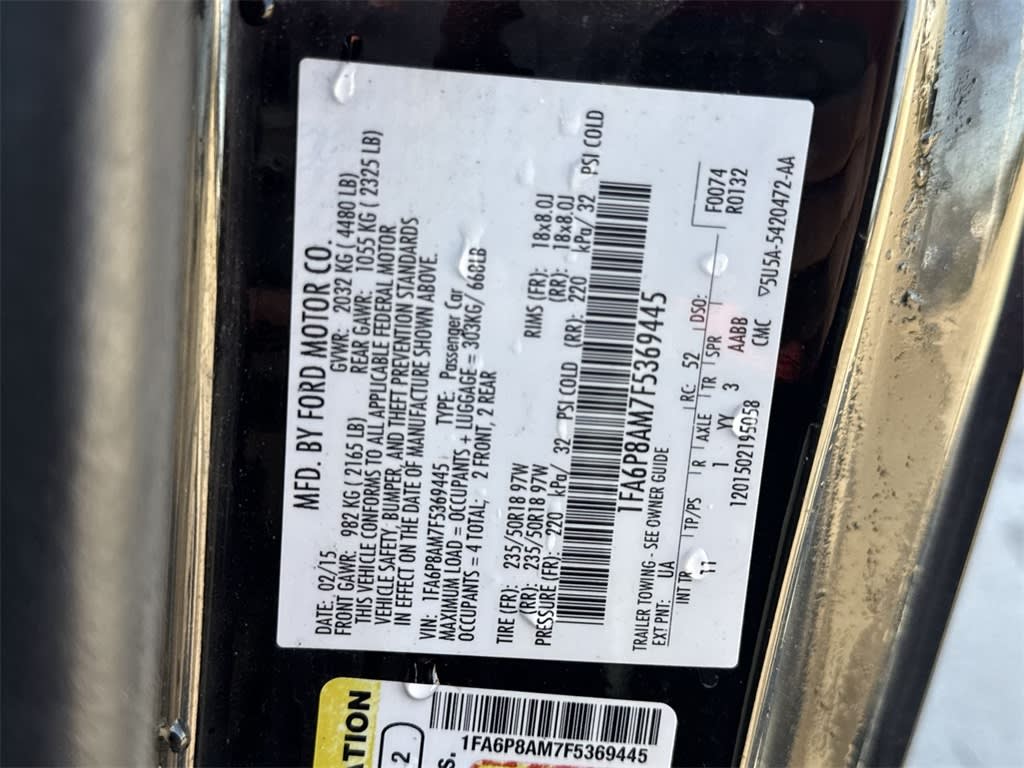 MFD. BY FORD MOTOR CO.
DATE: 02/15 GVWR: 2032 KG ( 4480 LB)
FRONT GAWR: 982 KG ( 2165 LB) REAR GAWR: 1055 KG ( 2325 LB)
THIS VEHICLE CONFORMS TO ALL APPLICABLE FEDERAL MOTOR
VEHICLE SAFETY, BUMPER, AND THEFT PREVENTION STANDARDS
IN EFFECT ON THE DATE OF MANUFACTURE SHOWN ABOVE.
VIN: 1FA6P8AM7F5369445 TYPE: Passenger Car
MAXIMUM LOAD = OCCUPANTS + LUGGAGE = 303KG/ 668LB
OCCUPANTS = 4 TOTAL: 2 FRONT, 2 REAR
TIRE (FR): 235/50R18 97W RIMS (FR): 18x8.0J
(RR): 235/50R18 97W (RR): 18x8.0J
PRESSURE (FR): 220 kPa/ 32 PSI COLD (RR): 220 kPa/ 32 PSI COLD
1FA6P8AM7F5369445
TRAILER TOWING - SEE OWNER GUIDE
EXT PNT: UA RC: 52 DSO: F0074
R0132
INT TR TP/PS R AXLE TR SPR
11 1 YY 3 AABB
1201502195058 CMC ▽5U5A-5420472-AA
ATION
2
S.
1FA6P8AM7F5369445